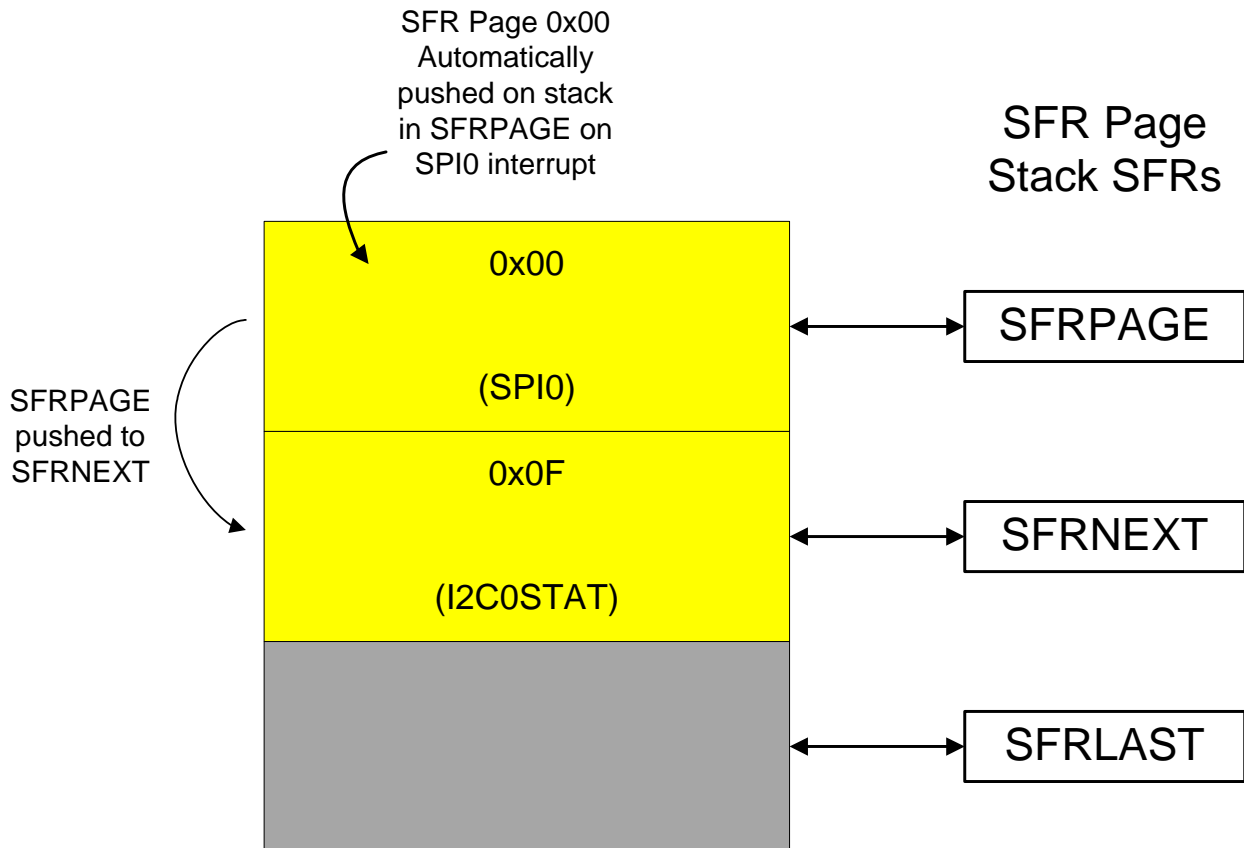 SFR Page 0x00
Automatically
pushed on stack
in SFRPAGE on
SPI0 interrupt
SFR Page
Stack SFRs
0x00
(SPI0)
SFRPAGE
SFRPAGE
pushed to
SFRNEXT
0x0F
(I2C0STAT)
SFRNEXT
SFRLAST